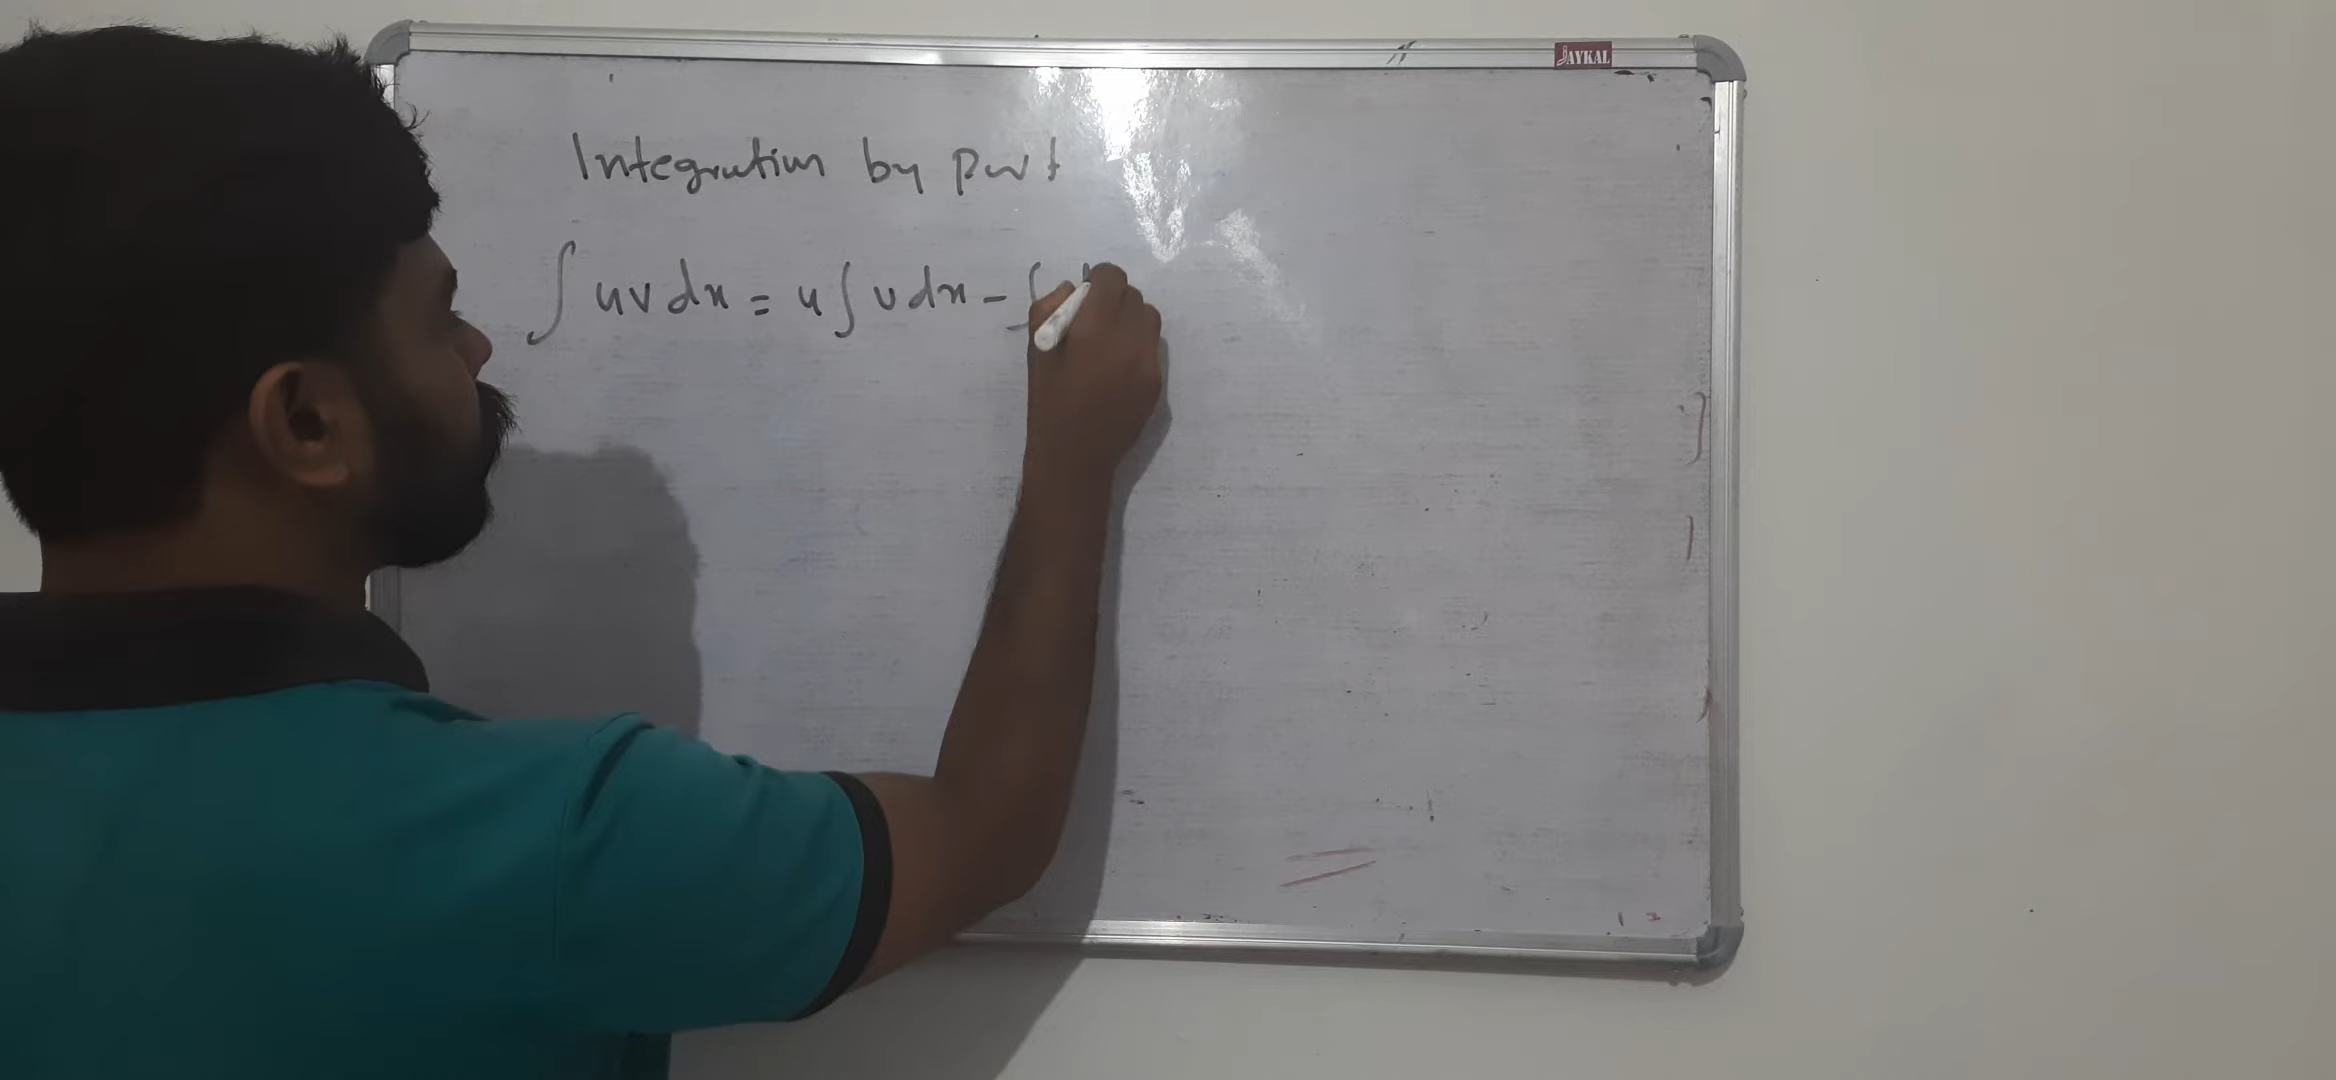 JAYKAL
Integration by part
∫ uv dx = u ∫ v dx - ∫